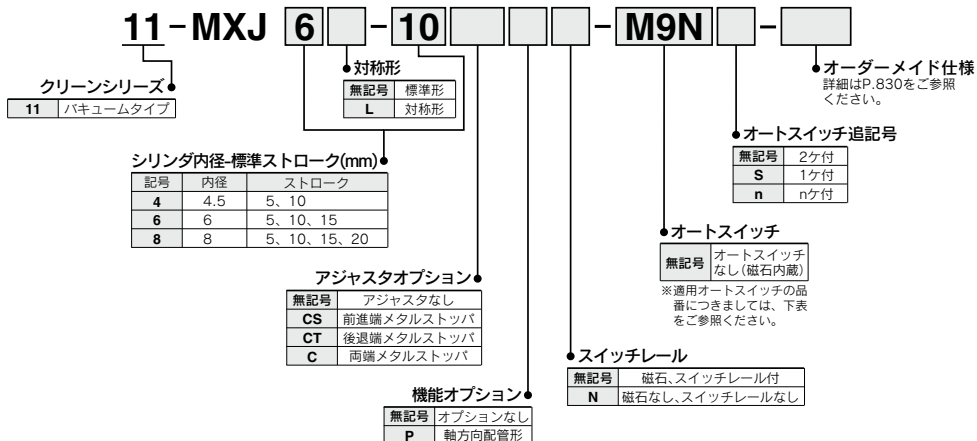 11-MXJ 6 - 10 - M9N -
クリーンシリーズ
11 バキュームタイプ
対称形
無記号 標準形
L 対称形
シリンダ内径-標準ストローク(mm)
記号 内径 ストローク
4 4.5 5、10
6 6 5、10、15
8 8 5、10、15、20
アジャスタオプション
無記号 アジャスタなし
CS 前進端メタルストッパ
CT 後退端メタルストッパ
C 両端メタルストッパ
機能オプション
無記号 オプションなし
P 軸方向配管形
スイッチレール
無記号 磁石、スイッチレール付
N 磁石なし、スイッチレールなし
オートスイッチ
無記号 オートスイッチ
なし(磁石内蔵)
※適用オートスイッチの品
番につきましては、下表
をご参照ください。
オートスイッチ追記号
無記号 2ケ付
S 1ケ付
n nケ付
オーダーメイド仕様
詳細はP.830をご参照
ください。